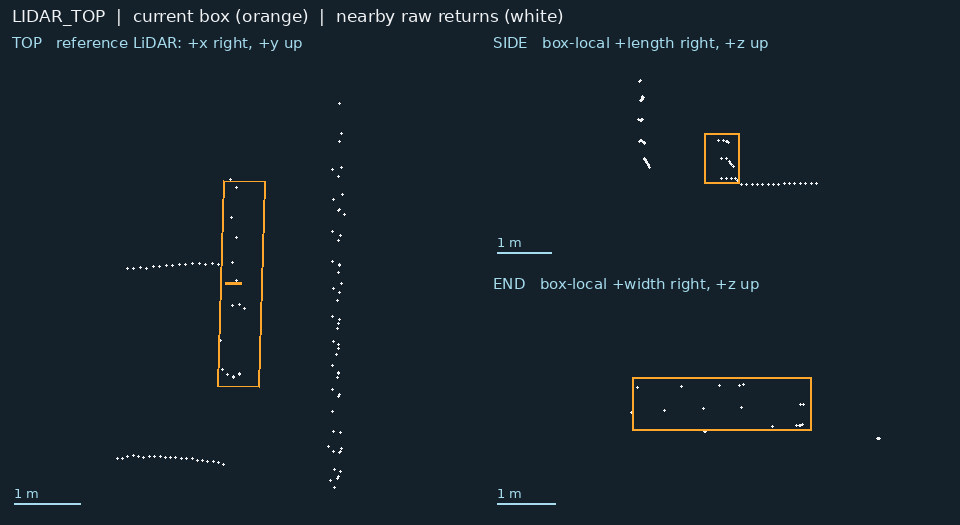 LIDAR_TOP | current box (orange) | nearby raw returns (white)
TOP reference LiDAR: +x right, +y up
SIDE box-local +length right, +z up
1 m
END box-local +width right, +z up
1 m
1 m